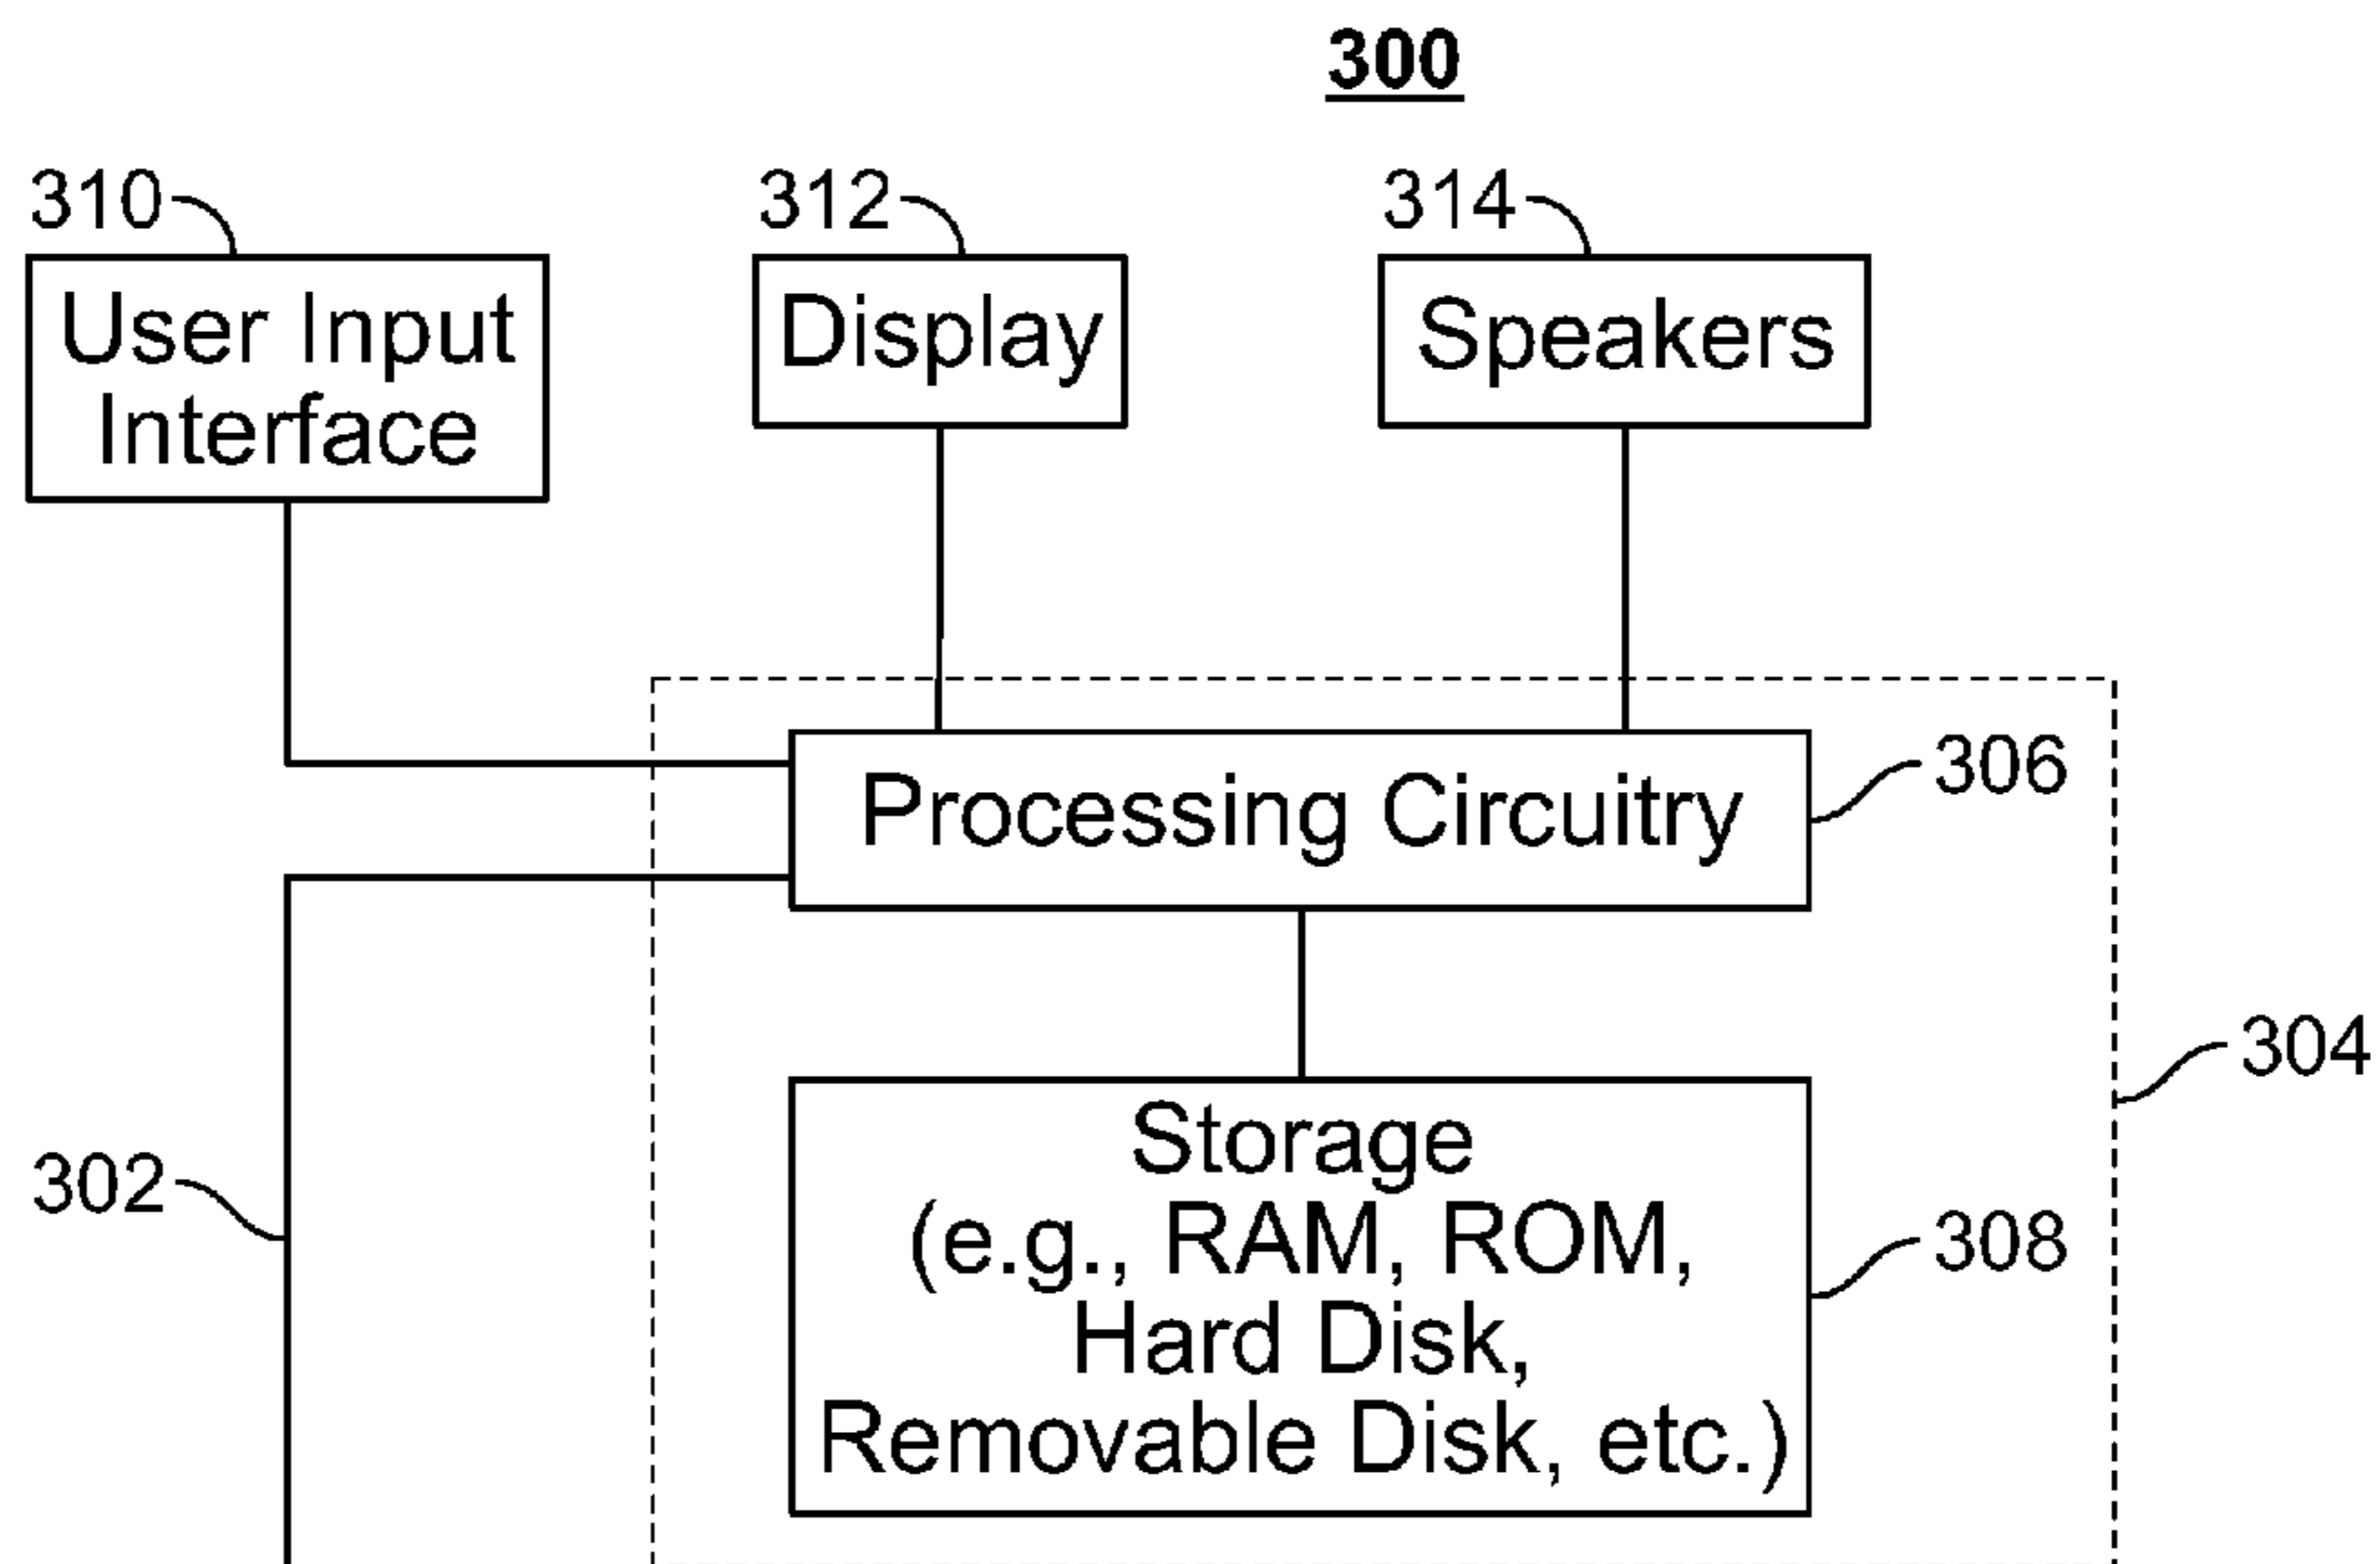 300
310
312
314
User Input
Interface
Display
Speakers
Processing Circuitry
306
304
302
Storage
(e.g., RAM, ROM,
Hard Disk,
Removable Disk, etc.)
308